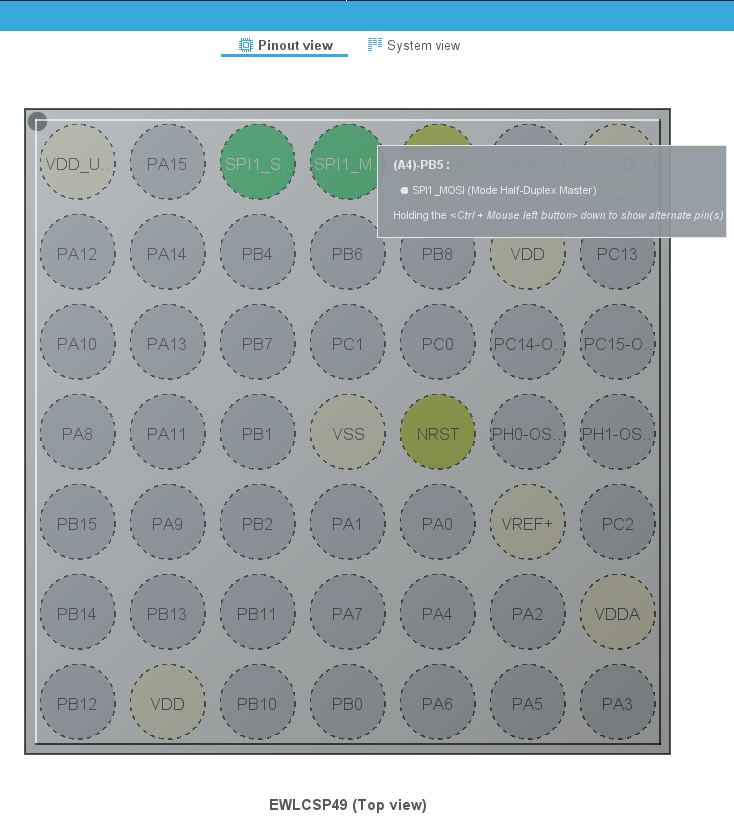 Pinout view System view
VDD_U... PA15 SPI1_S... SPI1_M... VDD
(A4)-PB5 :
SPI1_MOSI (Mode Half-Duplex Master)
Holding the <Ctrl + Mouse left button> down to show alternate pin(s)
PA12 PA14 PB4 PB6 PB8 VDD PC13
PA10 PA13 PB7 PC1 PC0 PC14-O... PC15-O...
PA8 PA11 PB1 VSS NRST PH0-OS... PH1-OS...
PB15 PA9 PB2 PA1 PA0 VREF+ PC2
PB14 PB13 PB11 PA7 PA4 PA2 VDDA
PB12 VDD PB10 PB0 PA6 PA5 PA3
EWLCSP49 (Top view)